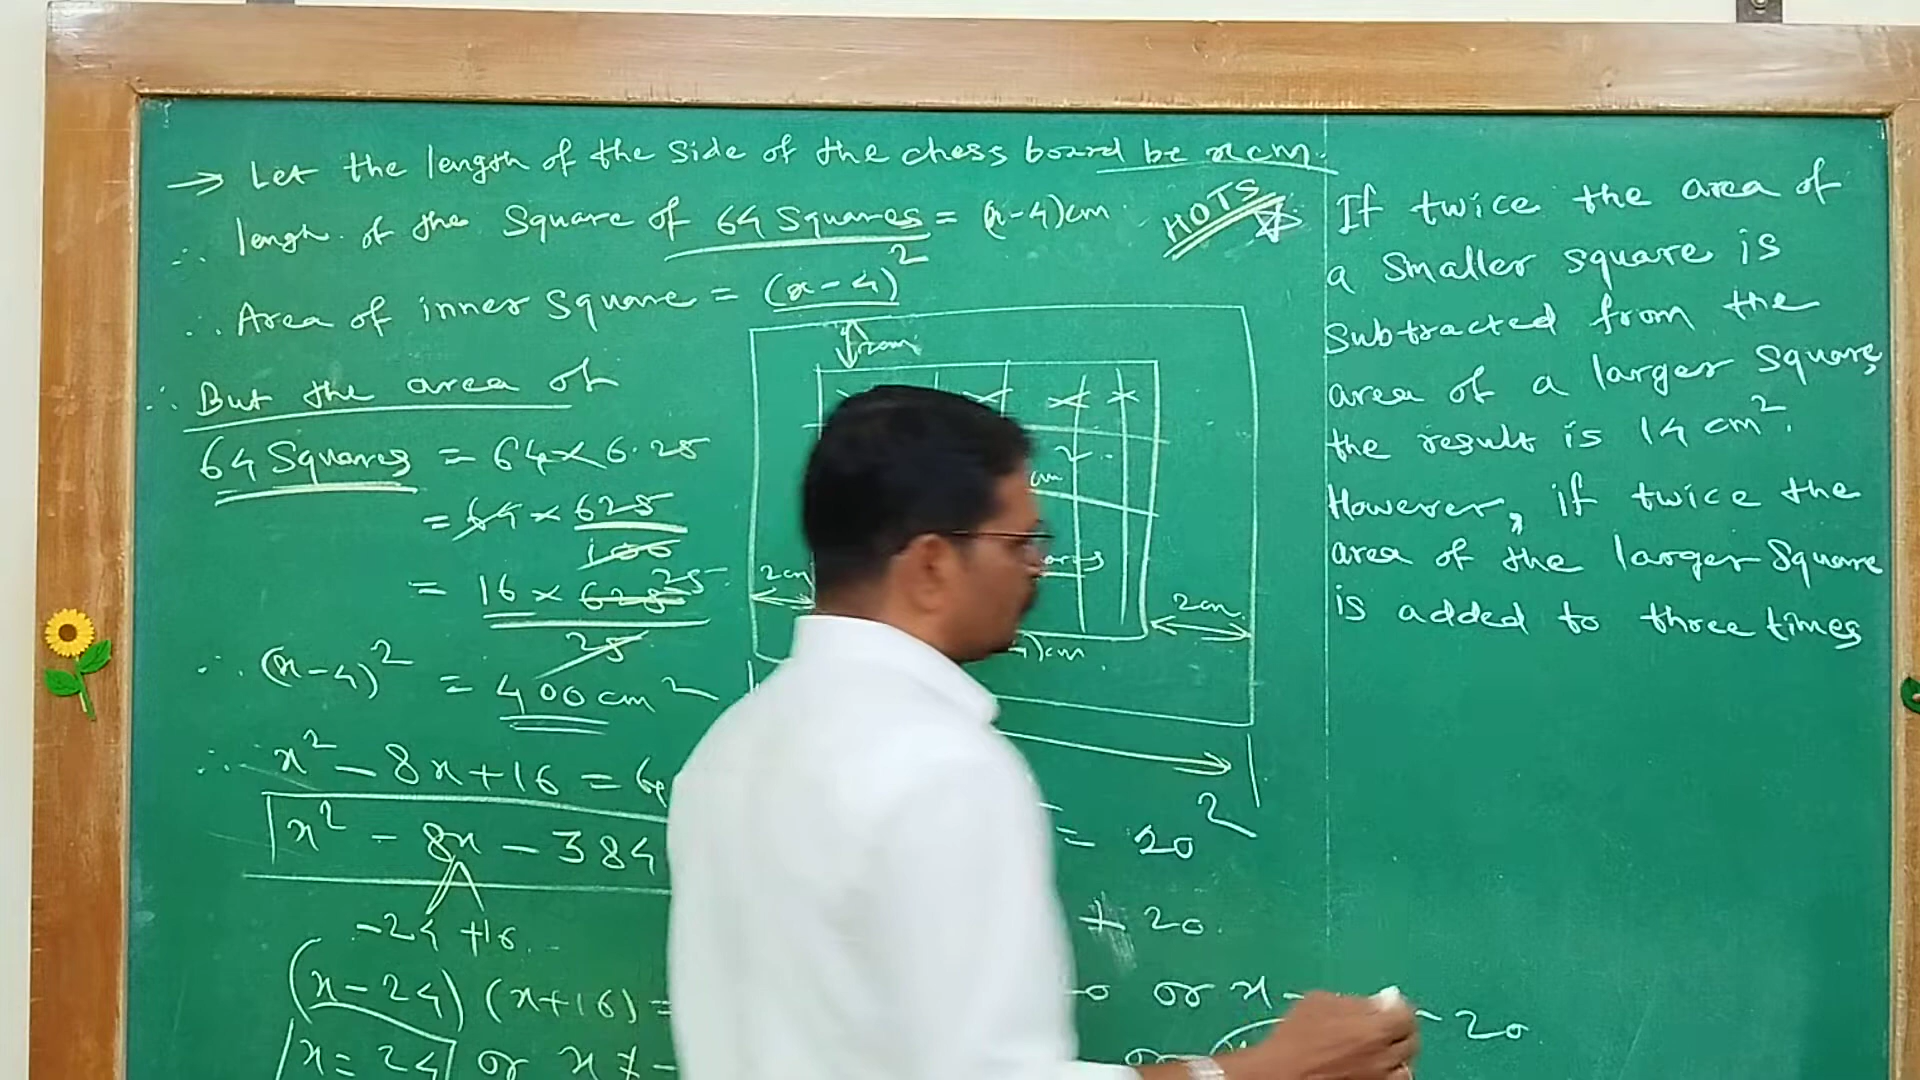 → Let the length of the side of the chess board be x cm.
∴ length of the Square of 64 Squares = (x-4)cm
HOTS
∴ Area of inner square = (x-4)²
∴ But the area of
64 Squares = 64×6.25
= 64 × 625
100
= 16 × 625 25
25
∴ (x-4)² = 400 cm²
∴ x² - 8x + 16 = 4
x² - 8x - 384
-24 +16
(x-24) (x+16) =
x = 24 or x ≠ -
2cm
cm²
2cm
)cm
= 20²
+ 20
or x -
- 20
or
If twice the area of
a smaller square is
subtracted from the
area of a larger square,
the result is 14 cm².
However, if twice the
area of the larger square
is added to three times